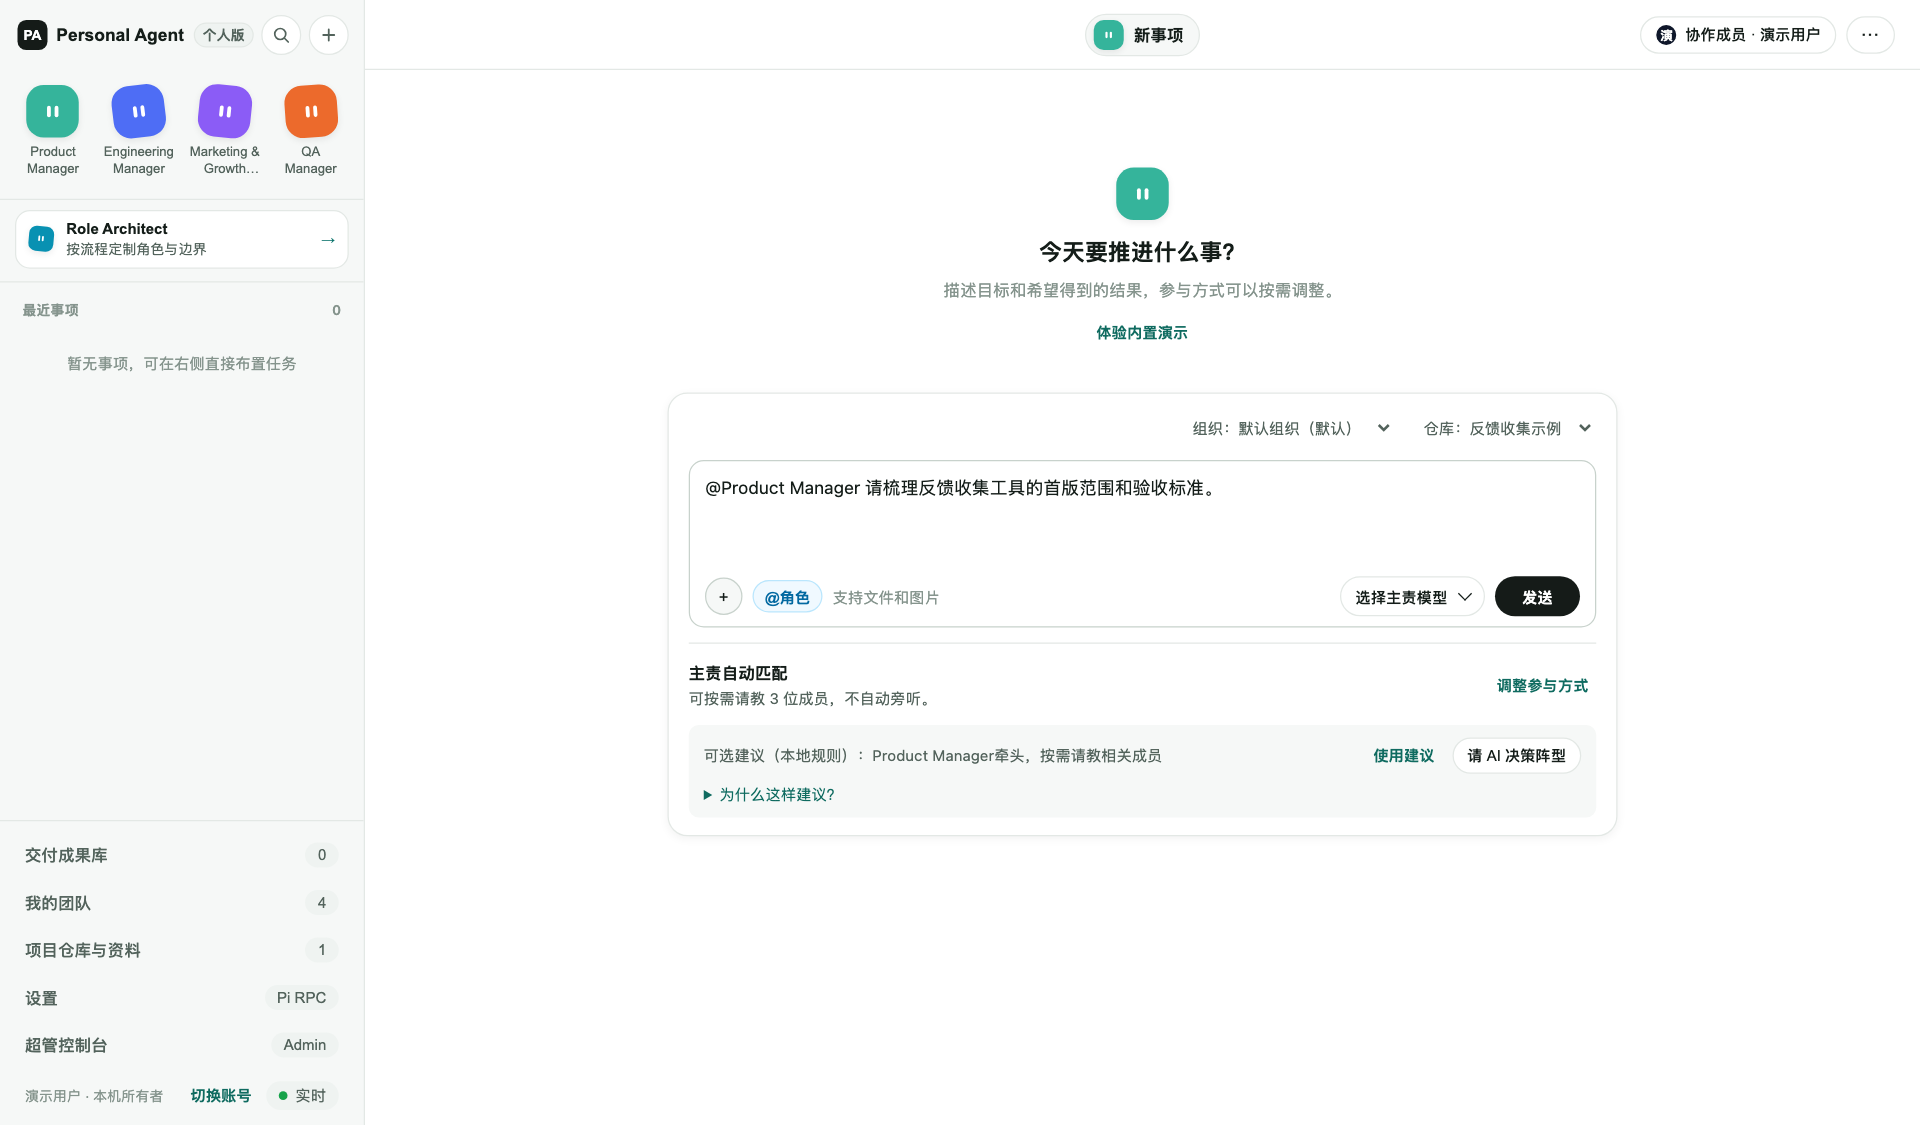 PA Personal Agent 个人版
Product Manager
Engineering Manager
Marketing & Growth…
QA Manager
Role Architect
按流程定制角色与边界
→
最近事项 0
暂无事项，可在右侧直接布置任务
交付成果库 0
我的团队 4
项目仓库与资料 1
设置 Pi RPC
超管控制台 Admin
演示用户 · 本机所有者 切换账号 实时
新事项
演 协作成员 · 演示用户
今天要推进什么事？
描述目标和希望得到的结果，参与方式可以按需调整。
体验内置演示
组织：默认组织（默认） 仓库：反馈收集示例
@Product Manager 请梳理反馈收集工具的首版范围和验收标准。
+ @角色 支持文件和图片 选择主责模型 发送
主责自动匹配
可按需请教 3 位成员，不自动旁听。
调整参与方式
可选建议（本地规则）：Product Manager牵头，按需请教相关成员 使用建议 请 AI 决策阵型
▶ 为什么这样建议？